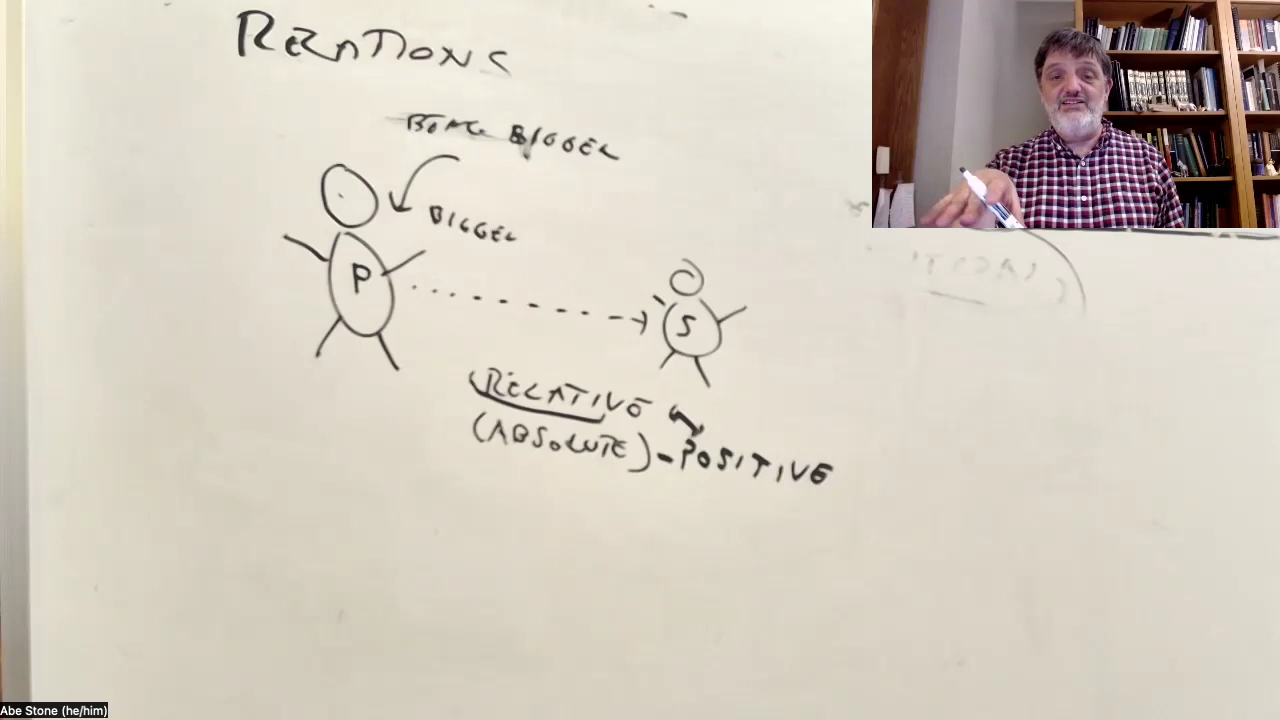 RELATIONS
BEING BIGGER
BIGGER
P
S
RELATIVE
(ABSOLUTE) - POSITIVE
Abe Stone (he/him)